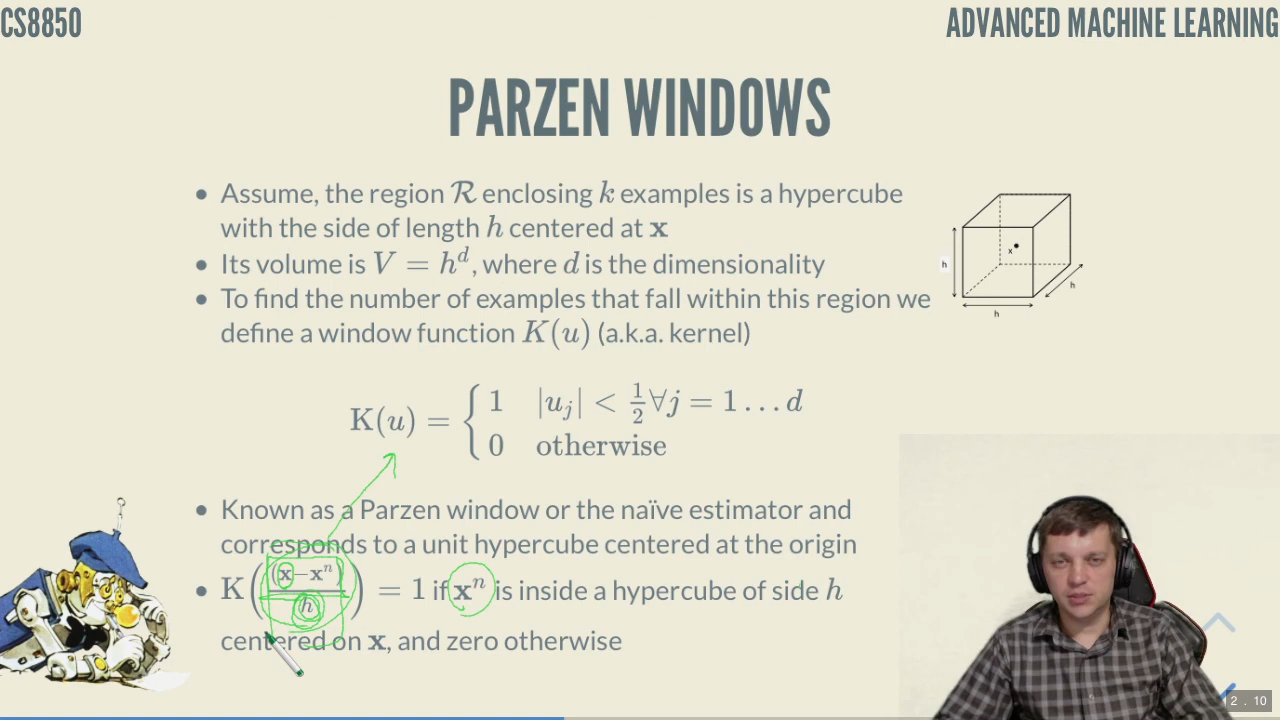 CS8850
ADVANCED MACHINE LEARNING
PARZEN WINDOWS
• Assume, the region ℛ enclosing k examples is a hypercube
with the side of length h centered at x
• Its volume is V = h^d, where d is the dimensionality
• To find the number of examples that fall within this region we
define a window function K(u) (a.k.a. kernel)
x
h
h
h
K(u) = { 1 |u_j| < 1/2 ∀j = 1 … d
0 otherwise
• Known as a Parzen window or the naïve estimator and
corresponds to a unit hypercube centered at the origin
• K((x−x^n)/h) = 1 if x^n is inside a hypercube of side h
centered on x, and zero otherwise
2 . 10